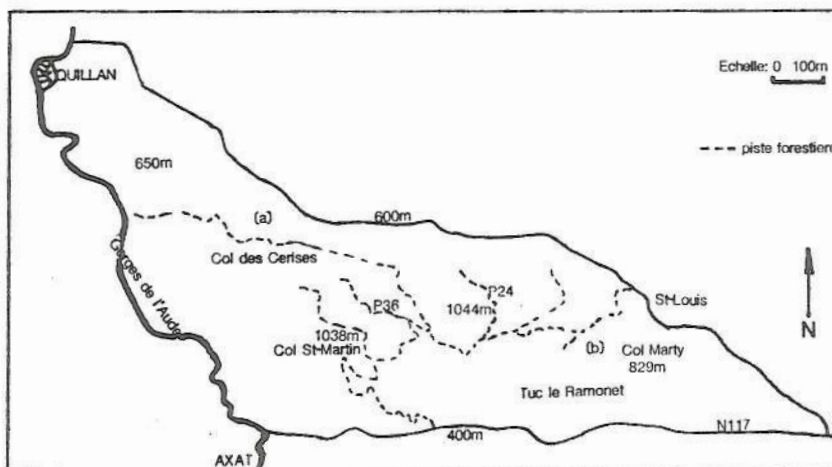 QUILLAN
Echelle: 0 100m
650m
piste forestière
(a)
600m
Gorges de l'Aude
Col des Cerises
P24
St-Louis
P36
1044m
N
1038m
Col St-Martin
(b)
Col Marty
829m
Tuc le Ramonet
N117
400m
AXAT